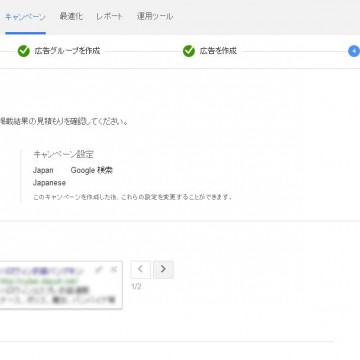 キャンペーン 最適化 レポート 運用ツール
広告グループを作成 広告を作成 4
掲載結果の見積もりを確認してください。
キャンペーン設定
Japan Google 検索
Japanese
このキャンペーンを作成した後、これらの設定を変更することができます。
1/2